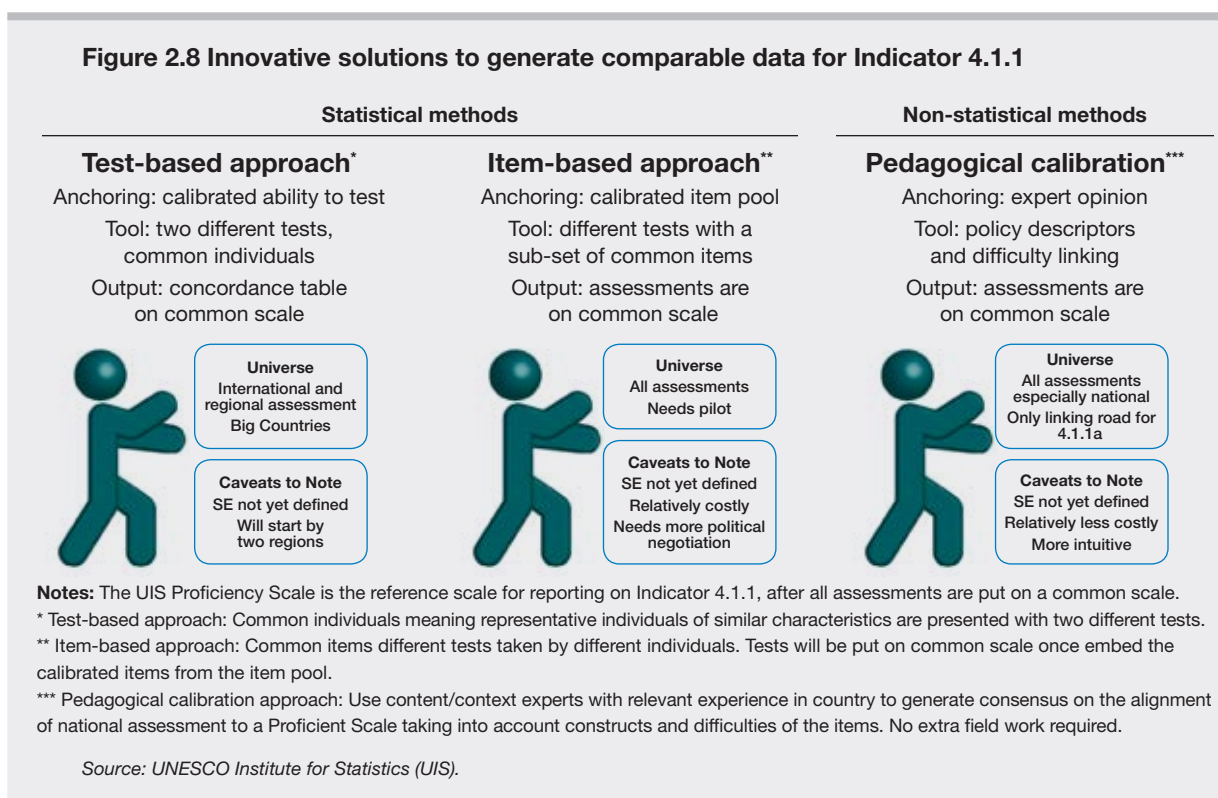 Figure 2.8 Innovative solutions to generate comparable data for Indicator 4.1.1
Statistical methods
Test-based approach*
Anchoring: calibrated ability to test
Tool: two different tests,
common individuals
Output: concordance table
on common scale
Universe
International and
regional assessment
Big Countries
Caveats to Note
SE not yet defined
Will start by
two regions
Item-based approach**
Anchoring: calibrated item pool
Tool: different tests with a
sub-set of common items
Output: assessments are
on common scale
Universe
All assessments
Needs pilot
Caveats to Note
SE not yet defined
Relatively costly
Needs more political
negotiation
Non-statistical methods
Pedagogical calibration***
Anchoring: expert opinion
Tool: policy descriptors
and difficulty linking
Output: assessments are
on common scale
Universe
All assessments
especially national
Only linking road for
4.1.1a
Caveats to Note
SE not yet defined
Relatively less costly
More intuitive
Notes: The UIS Proficiency Scale is the reference scale for reporting on Indicator 4.1.1, after all assessments are put on a common scale.
* Test-based approach: Common individuals meaning representative individuals of similar characteristics are presented with two different tests.
** Item-based approach: Common items different tests taken by different individuals. Tests will be put on common scale once embed the
calibrated items from the item pool.
*** Pedagogical calibration approach: Use content/context experts with relevant experience in country to generate consensus on the alignment
of national assessment to a Proficient Scale taking into account constructs and difficulties of the items. No extra field work required.
Source: UNESCO Institute for Statistics (UIS).